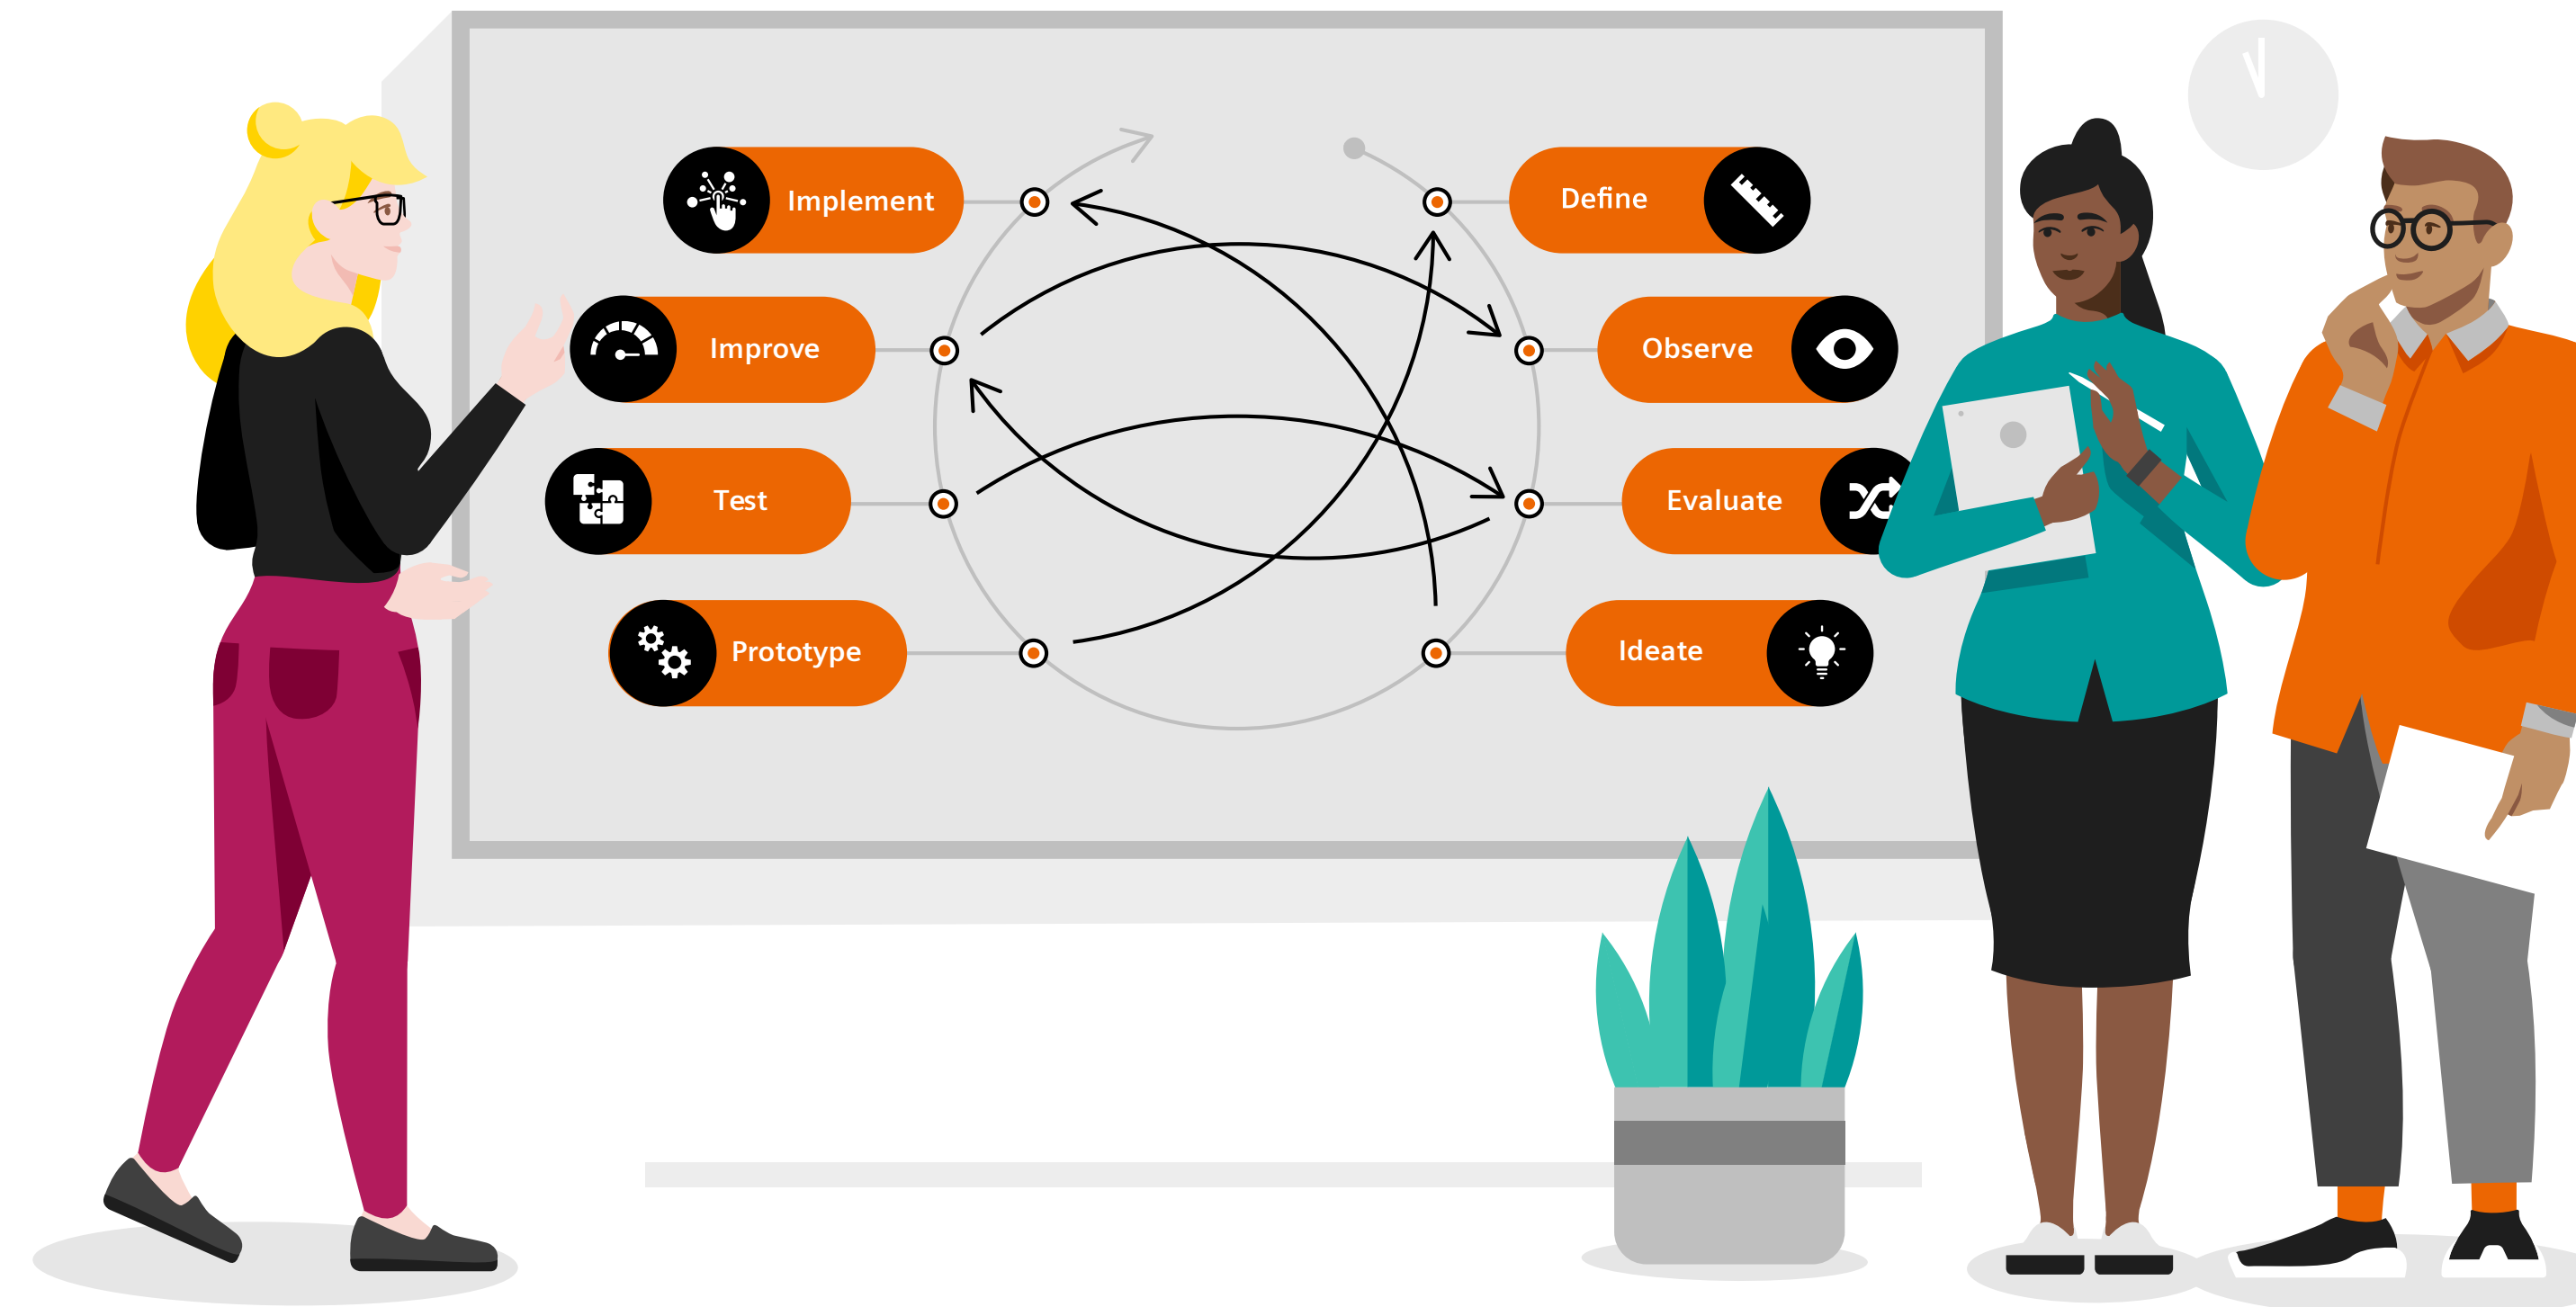 Implement
Define
Improve
Observe
Test
Evaluate
Prototype
Ideate